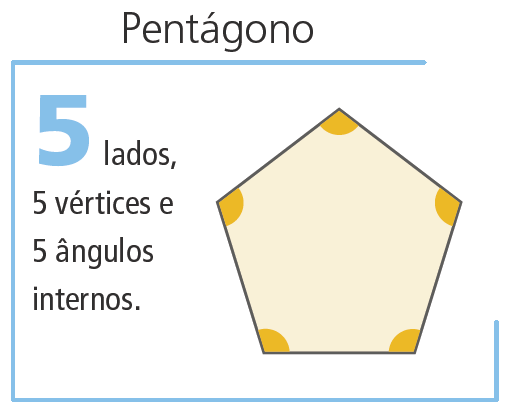 Pentágono
5 lados,
5 vértices e
5 ângulos
internos.